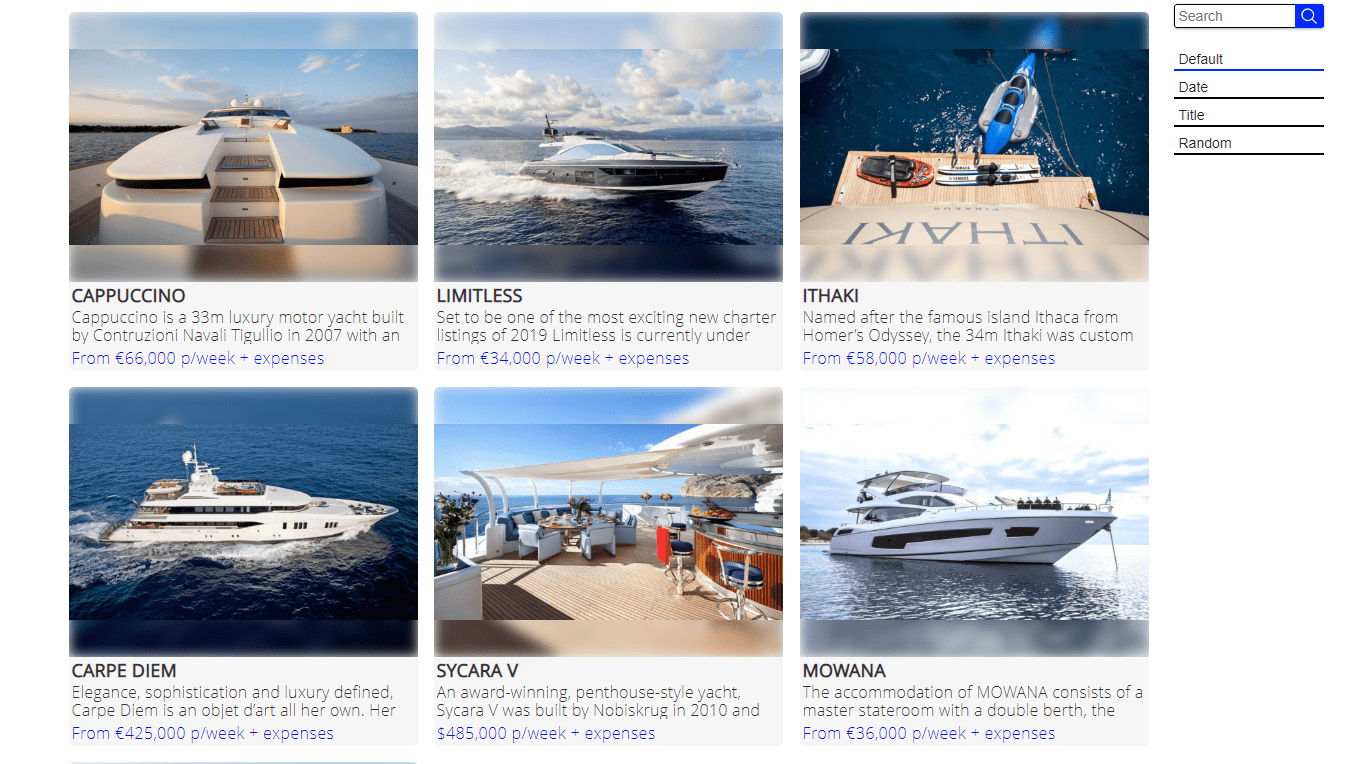 Search
Default
Date
Title
Random
YAMAHA
PIRAEUS
ITHAKI
CAPPUCCINO
Cappuccino is a 33m luxury motor yacht built
by Contruzioni Navali Tigullio in 2007 with an
From €66,000 p/week + expenses
LIMITLESS
Set to be one of the most exciting new charter
listings of 2019 Limitless is currently under
From €34,000 p/week + expenses
ITHAKI
Named after the famous island Ithaca from
Homer’s Odyssey, the 34m Ithaki was custom
From €58,000 p/week + expenses
CARPE DIEM
Elegance, sophistication and luxury defined,
Carpe Diem is an objet d’art all her own. Her
From €425,000 p/week + expenses
SYCARA V
An award-winning, penthouse-style yacht,
Sycara V was built by Nobiskrug in 2010 and
$485,000 p/week + expenses
MOWANA
The accommodation of MOWANA consists of a
master stateroom with a double berth, the
From €36,000 p/week + expenses